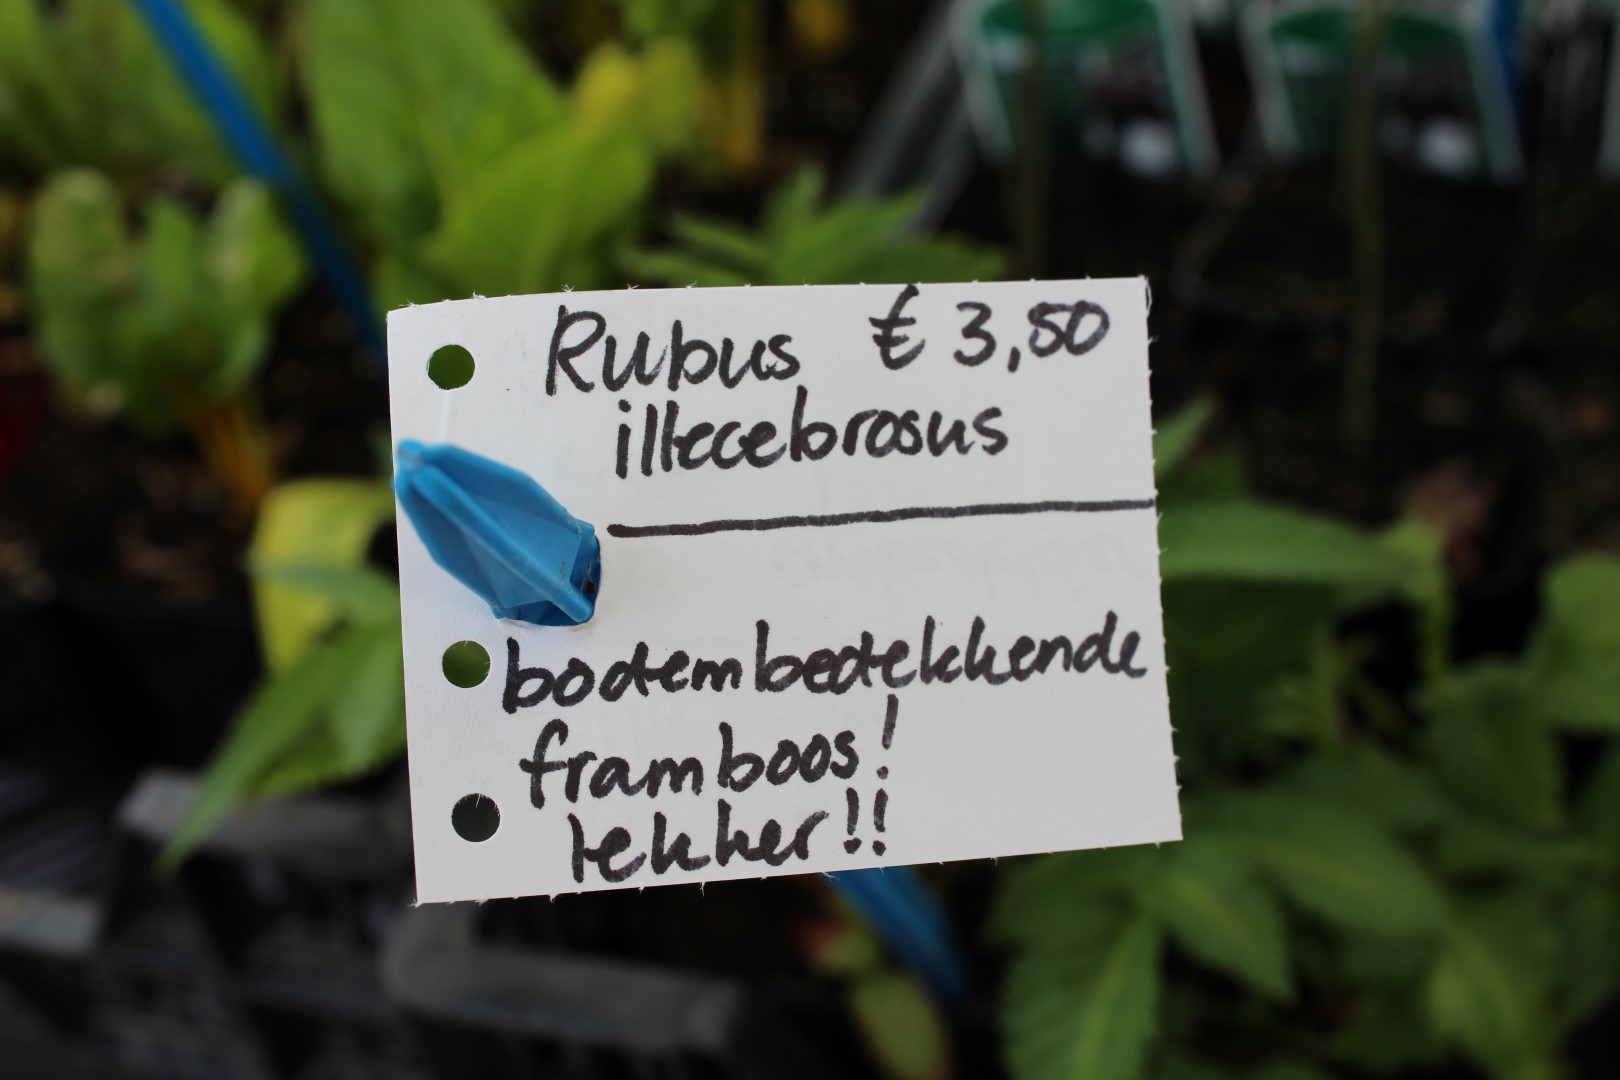 Rubus € 3,50
illecebrosus
bodembedekkende
framboos!
lekker!!